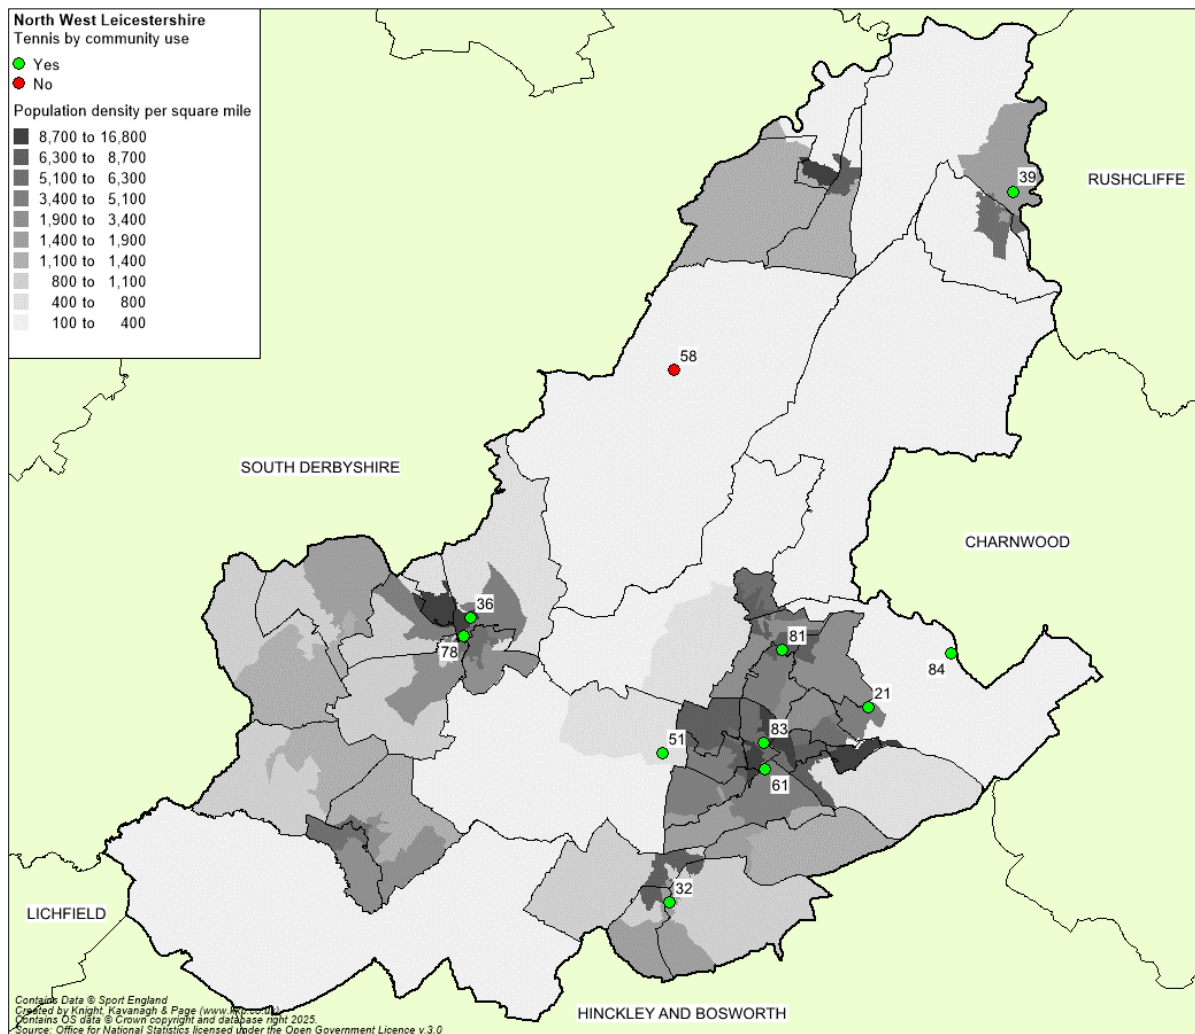 North West Leicestershire
Tennis by community use
Yes
No
Population density per square mile
8,700 to 16,800
6,300 to 8,700
5,100 to 6,300
3,400 to 5,100
1,900 to 3,400
1,400 to 1,900
1,100 to 1,400
800 to 1,100
400 to 800
100 to 400
39
RUSHCLIFFE
58
SOUTH DERBYSHIRE
CHARNWOOD
36
78
81
84
21
83
51
61
32
LICHFIELD
HINCKLEY AND BOSWORTH
Contains Data © Sport England
Created by Knight, Kavanagh & Page (www.kkp.co.uk)
Contains OS data © Crown copyright and database right 2025.
Source: Office for National Statistics licensed under the Open Government Licence v.3.0